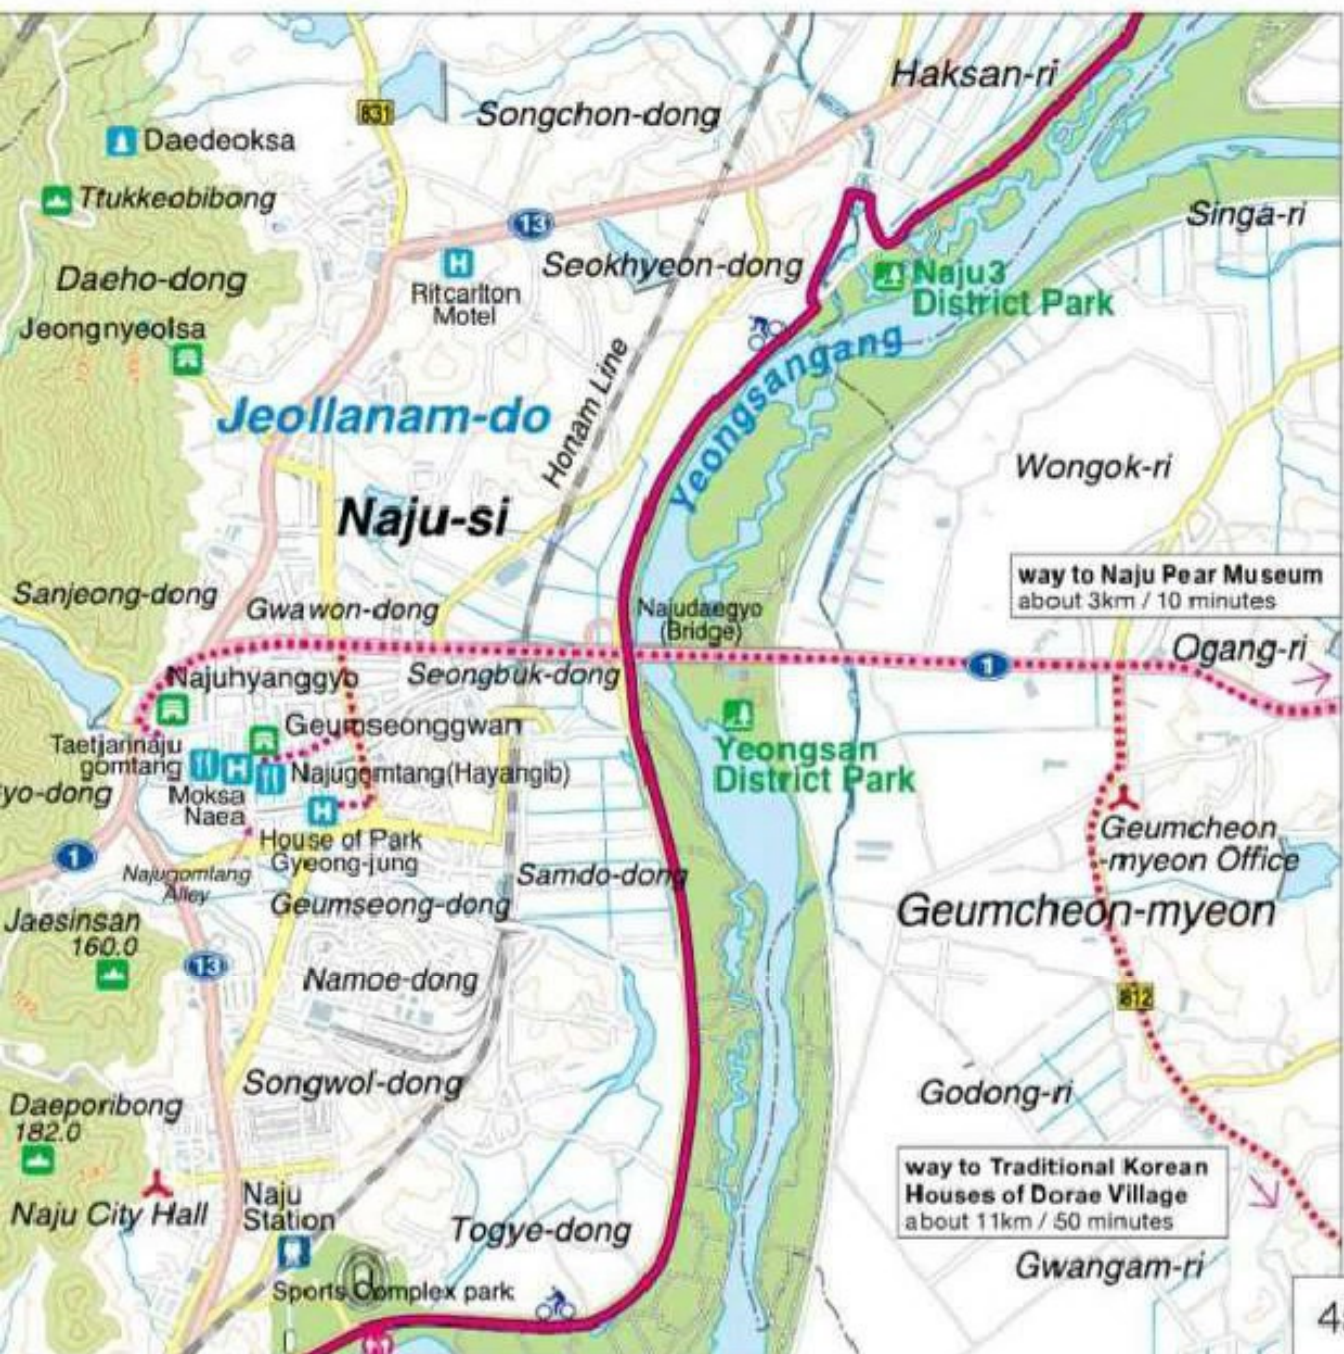 Haksan-ri
831
Songchon-dong
Daedeoksa
Ttukkeobibong
13
Singa-ri
Daeho-dong
Seokhyeon-dong
Naju3
District Park
Ritcarlton
Motel
Jeongnyeolsa
Yeongsangang
Honam Line
Jeollanam-do
Wongok-ri
Naju-si
way to Naju Pear Museum
about 3km / 10 minutes
Sanjeong-dong
Gwawon-dong
Najudaegyo
(Bridge)
Ogang-ri
1
Najuhyanggyo
Seongbuk-dong
Geumseonggwan
Taetjarinaju
gomtang
Yeongsan
District Park
Najugomtang(Hayangib)
yo-dong
Moksa
Naea
House of Park
Gyeong-jung
Geumcheon
-myeon Office
1
Najugomtang
Alley
Samdo-dong
Geumseong-dong
Geumcheon-myeon
Jaesinsan
160.0
13
Namoe-dong
812
Songwol-dong
Godong-ri
Daeporibong
182.0
way to Traditional Korean
Houses of Dorae Village
about 11km / 50 minutes
Naju City Hall
Naju
Station
Togye-dong
Gwangam-ri
Sports Complex park
4